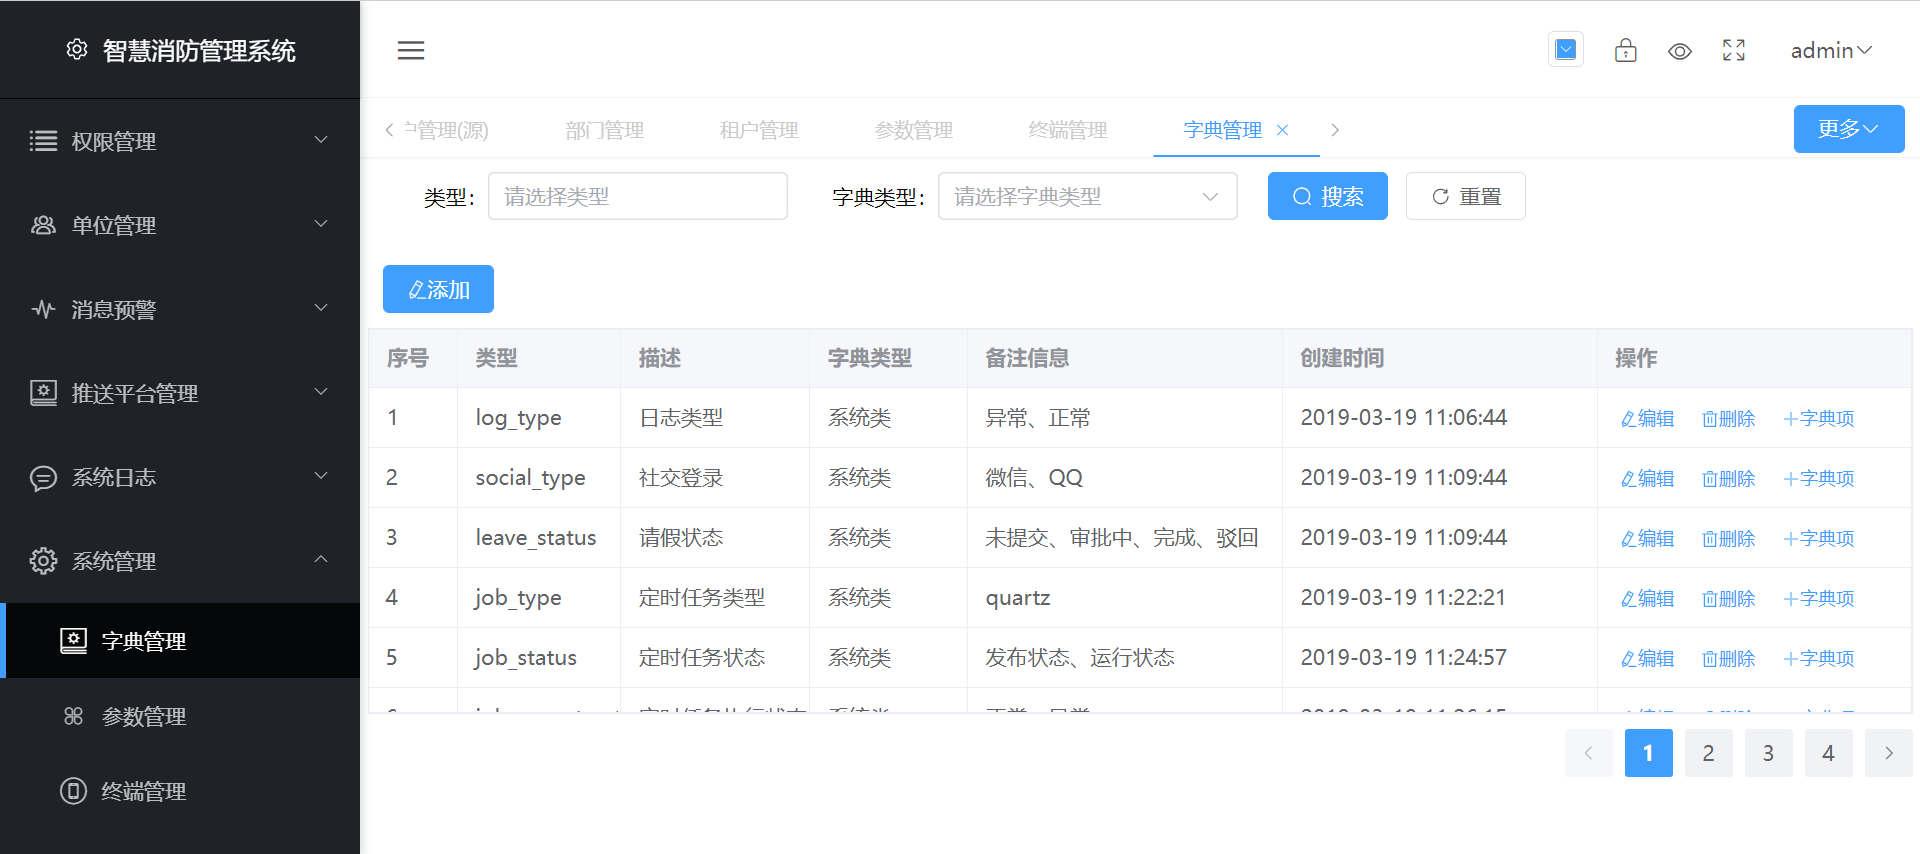 智慧消防管理系统
admin
权限管理
单位管理
消息预警
推送平台管理
系统日志
系统管理
字典管理
参数管理
终端管理
户管理(源) 部门管理 租户管理 参数管理 终端管理 字典管理
更多
类型： 请选择类型 字典类型： 请选择字典类型 搜索 重置
添加
序号 类型 描述 字典类型 备注信息 创建时间 操作
1 log_type 日志类型 系统类 异常、正常 2019-03-19 11:06:44 编辑 删除 字典项
2 social_type 社交登录 系统类 微信、QQ 2019-03-19 11:09:44 编辑 删除 字典项
3 leave_status 请假状态 系统类 未提交、审批中、完成、驳回 2019-03-19 11:09:44 编辑 删除 字典项
4 job_type 定时任务类型 系统类 quartz 2019-03-19 11:22:21 编辑 删除 字典项
5 job_status 定时任务状态 系统类 发布状态、运行状态 2019-03-19 11:24:57 编辑 删除 字典项
1 2 3 4